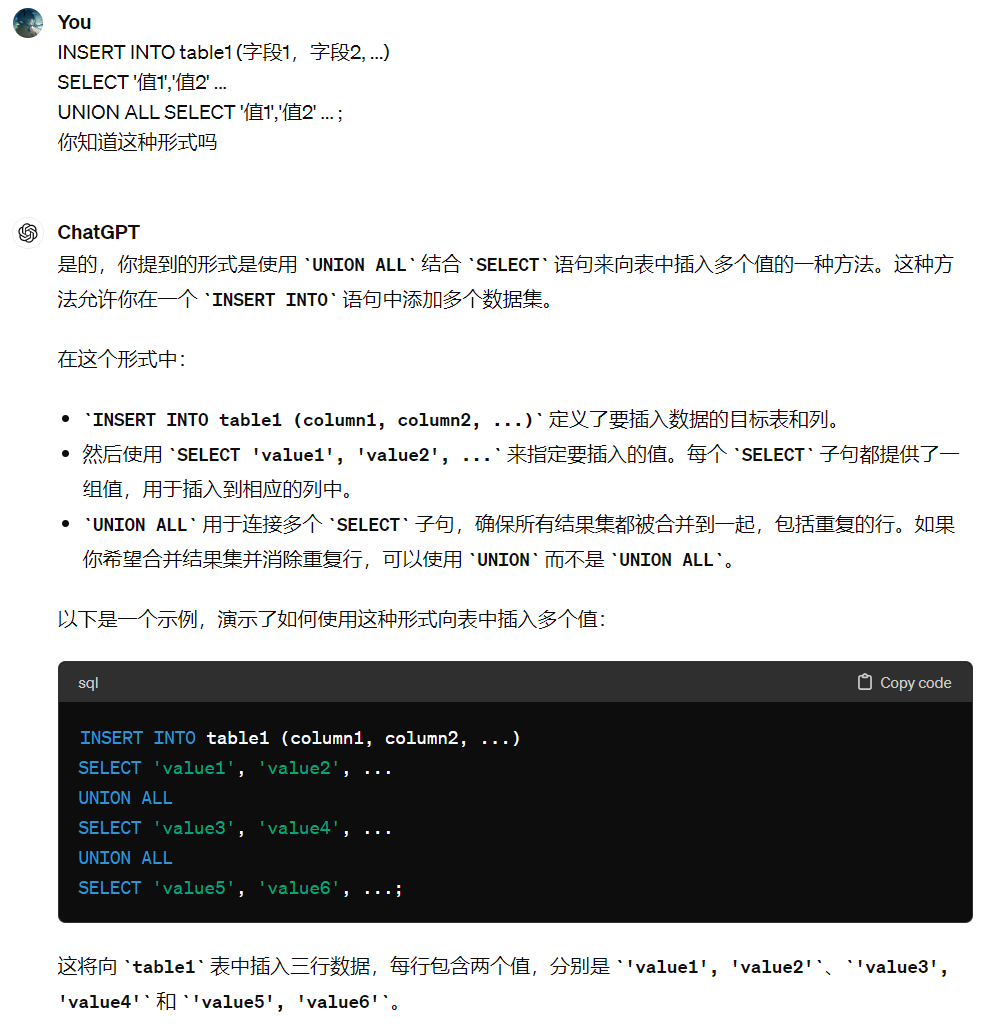 You
INSERT INTO table1 (字段1，字段2, ...)
SELECT '值1','值2' ...
UNION ALL SELECT '值1','值2' ... ;
你知道这种形式吗
ChatGPT
是的，你提到的形式是使用 `UNION ALL` 结合 `SELECT` 语句来向表中插入多个值的一种方法。这种方
法允许你在一个 `INSERT INTO` 语句中添加多个数据集。
在这个形式中：
• `INSERT INTO table1 (column1, column2, ...)` 定义了要插入数据的目标表和列。
• 然后使用 `SELECT 'value1', 'value2', ...` 来指定要插入的值。每个 `SELECT` 子句都提供了一
组值，用于插入到相应的列中。
• `UNION ALL` 用于连接多个 `SELECT` 子句，确保所有结果集都被合并到一起，包括重复的行。如果
你希望合并结果集并消除重复行，可以使用 `UNION` 而不是 `UNION ALL`。
以下是一个示例，演示了如何使用这种形式向表中插入多个值：
sql Copy code
INSERT INTO table1 (column1, column2, ...)
SELECT 'value1', 'value2', ...
UNION ALL
SELECT 'value3', 'value4', ...
UNION ALL
SELECT 'value5', 'value6', ...;
这将向 `table1` 表中插入三行数据，每行包含两个值，分别是 `'value1', 'value2'`、`'value3',
'value4'` 和 `'value5', 'value6'`。